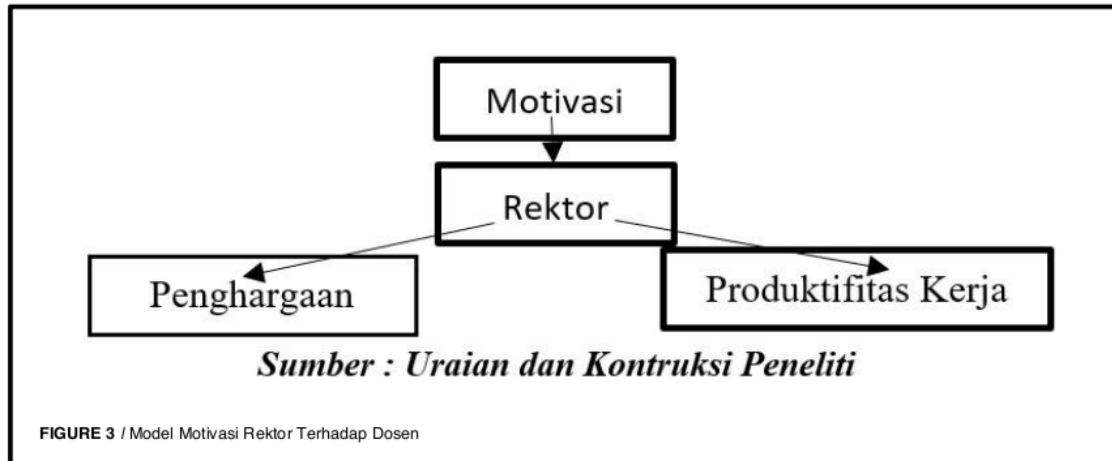 Motivasi
Rektor
Penghargaan
Produktifitas Kerja
Sumber : Uraian dan Kontruksi Peneliti
FIGURE 3 / Model Motivasi Rektor Terhadap Dosen